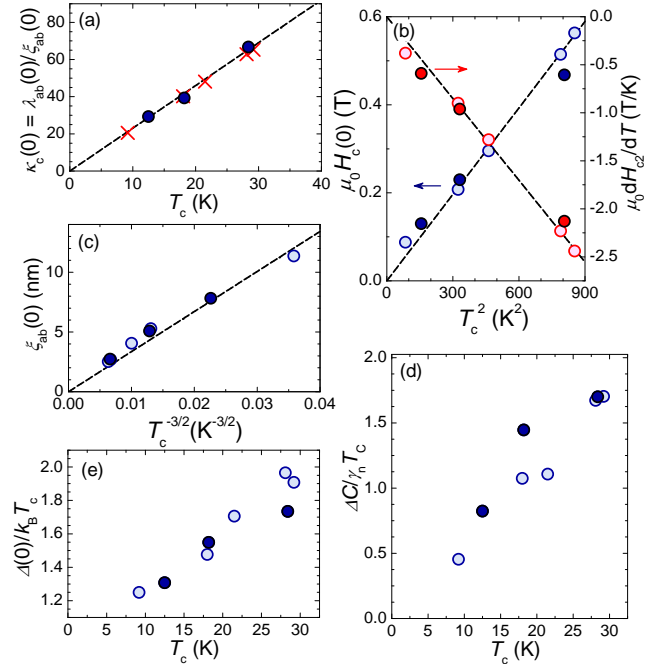 (a)
κc(0) = λab(0)/ξab(0)
80
60
40
20
0
0 10 20 30 40
Tc (K)
(b)
μ0Hc(0) (T)
0.6
0.4
0.2
0.0
0 300 600 900
Tc² (K²)
0.0
-0.5
-1.0
-1.5
-2.0
-2.5
μ0dHc2/dT (T/K)
(c)
ξab(0) (nm)
10
5
0
0.00 0.01 0.02 0.03 0.04
Tc^-3/2(K^-3/2)
(d)
ΔC/γnTC
2.0
1.5
1.0
0.5
0.0
0 5 10 15 20 25 30
Tc (K)
(e)
Δ(0)/kBTc
2.0
1.8
1.6
1.4
1.2
0 5 10 15 20 25 30
Tc (K)